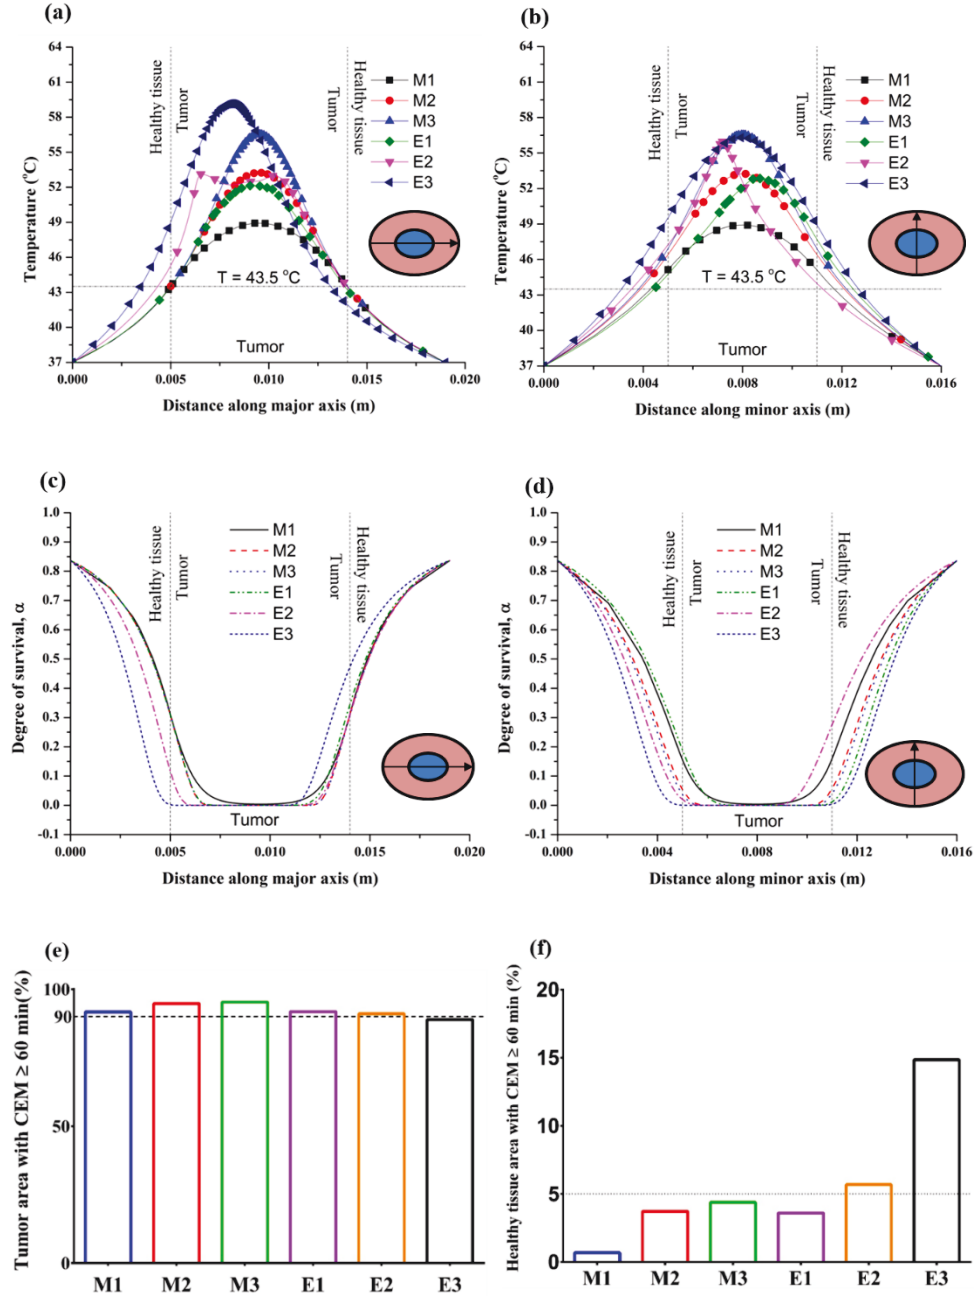 (a)
64
61
58
55
52
49
46
43
40
37
Temperature (°C)
Healthy tissue
Tumor
Tumor
Healthy tissue
M1
M2
M3
E1
E2
E3
T = 43.5 °C
Tumor
0.000
0.005
0.010
0.015
0.020
Distance along major axis (m)
(b)
64
61
58
55
52
49
46
43
40
37
Temperature (°C)
Healthy tissue
Tumor
Tumor
Healthy tissue
M1
M2
M3
E1
E2
E3
T = 43.5 °C
Tumor
0.000
0.004
0.008
0.012
0.016
Distance along minor axis (m)
(c)
1.0
0.9
0.8
0.7
0.6
0.5
0.4
0.3
0.2
0.1
0.0
-0.1
Degree of survival, α
Healthy tissue
Tumor
Tumor
Healthy tissue
M1
M2
M3
E1
E2
E3
Tumor
0.000
0.005
0.010
0.015
0.020
Distance along major axis (m)
(d)
1.0
0.9
0.8
0.7
0.6
0.5
0.4
0.3
0.2
0.1
0.0
-0.1
Degree of survival, α
Healthy tissue
Tumor
Tumor
Healthy tissue
M1
M2
M3
E1
E2
E3
Tumor
0.000
0.004
0.008
0.012
0.016
Distance along minor axis (m)
(e)
100
90
50
0
Tumor area with CEM ≥ 60 min(%)
M1
M2
M3
E1
E2
E3
(f)
20
15
10
5
0
Healthy tissue area with CEM ≥ 60 min (%)
M1
M2
M3
E1
E2
E3